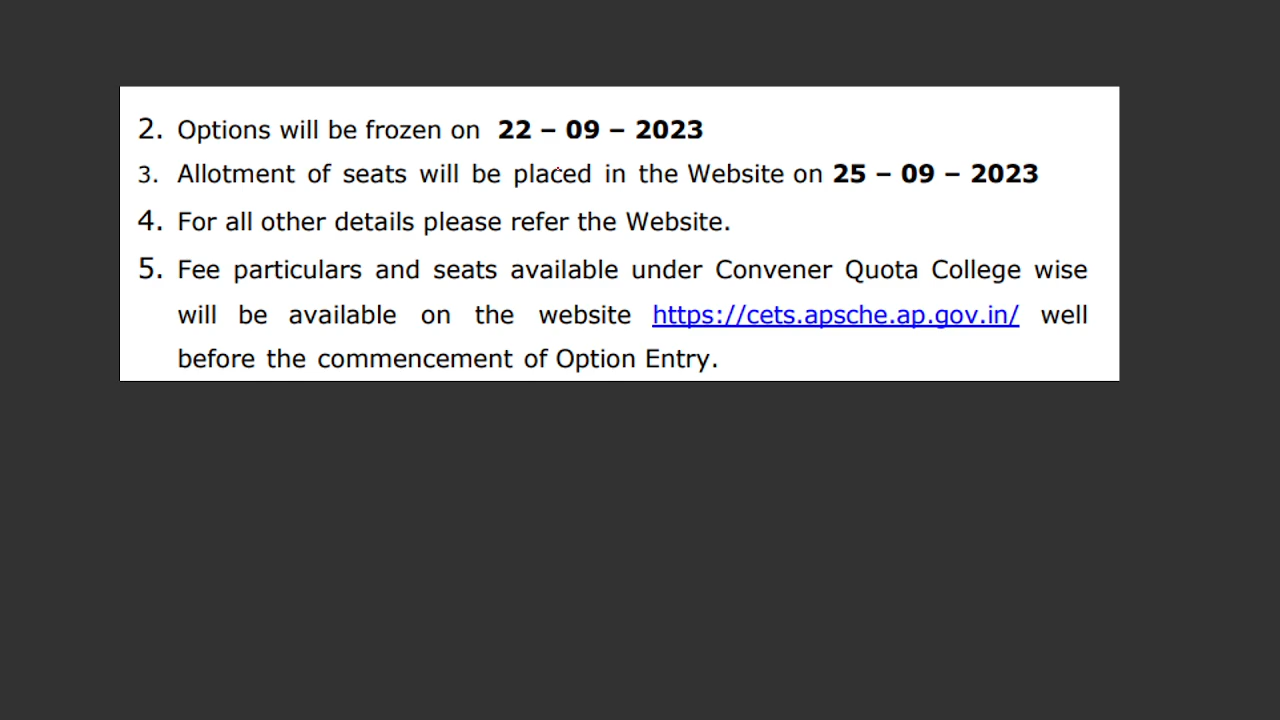 2. Options will be frozen on 22 – 09 – 2023
3. Allotment of seats will be placed in the Website on 25 – 09 – 2023
4. For all other details please refer the Website.
5. Fee particulars and seats available under Convener Quota College wise
will be available on the website https://cets.apsche.ap.gov.in/ well
before the commencement of Option Entry.